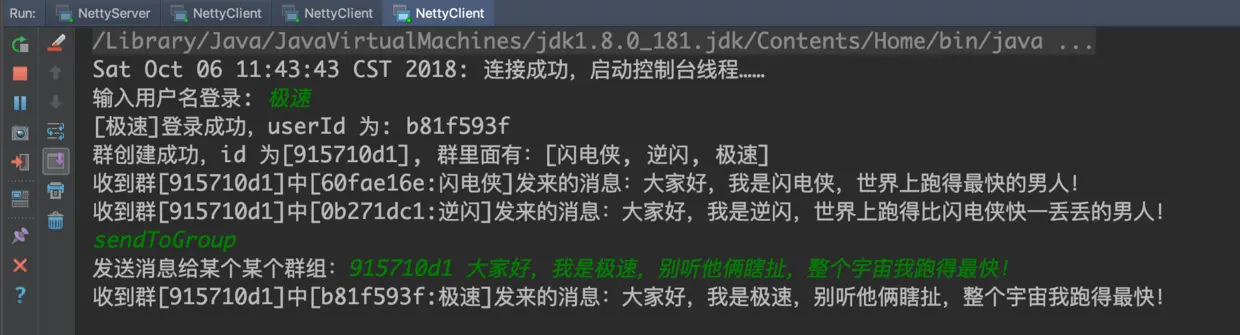 Run: NettyServer NettyClient NettyClient NettyClient
/Library/Java/JavaVirtualMachines/jdk1.8.0_181.jdk/Contents/Home/bin/java ...
Sat Oct 06 11:43:43 CST 2018: 连接成功，启动控制台线程……
输入用户名登录: 极速
[极速]登录成功，userId 为: b81f593f
群创建成功，id 为[915710d1], 群里面有：[闪电侠, 逆闪, 极速]
收到群[915710d1]中[60fae16e:闪电侠]发来的消息：大家好，我是闪电侠，世界上跑得最快的男人！
收到群[915710d1]中[0b271dc1:逆闪]发来的消息：大家好，我是逆闪，世界上跑得比闪电侠快一丢丢的男人！
sendToGroup
发送消息给某个某个群组：915710d1 大家好，我是极速，别听他俩瞎扯，整个宇宙我跑得最快！
收到群[915710d1]中[b81f593f:极速]发来的消息：大家好，我是极速，别听他俩瞎扯，整个宇宙我跑得最快！